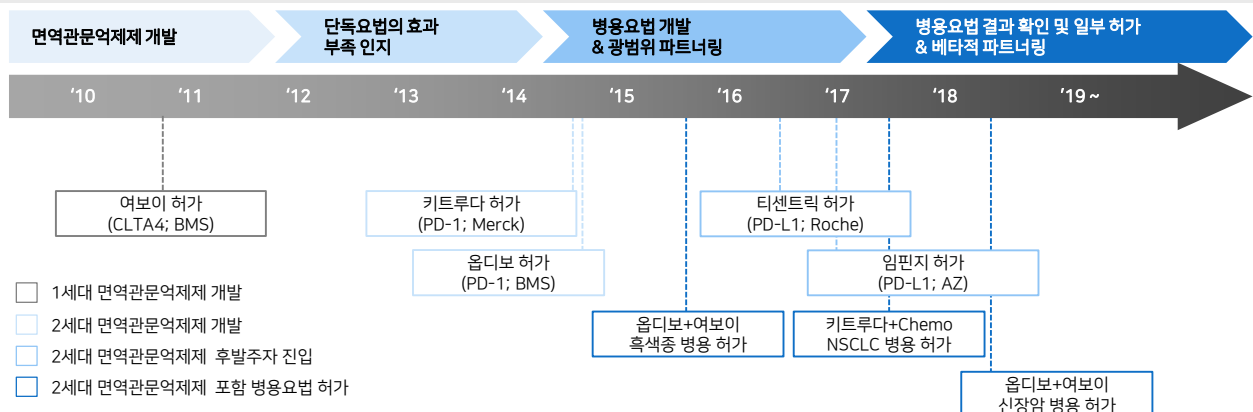 면역관문억제제 개발
단독요법의 효과
부족 인지
병용요법 개발
& 광범위 파트너링
병용요법 결과 확인 및 일부 허가
& 베타적 파트너링
‘10
‘11
‘12
‘13
‘14
‘15
‘16
‘17
‘18
‘19~
여보이 허가
(CLTA4; BMS)
키트루다 허가
(PD-1; Merck)
티센트릭 허가
(PD-L1; Roche)
옵디보 허가
(PD-1; BMS)
임핀지 허가
(PD-L1; AZ)
옵디보+여보이
흑색종 병용 허가
키트루다+Chemo
NSCLC 병용 허가
옵디보+여보이
신장암 병용 허가
1세대 면역관문억제제 개발
2세대 면역관문억제제 개발
2세대 면역관문억제제 후발주자 진입
2세대 면역관문억제제 포함 병용요법 허가